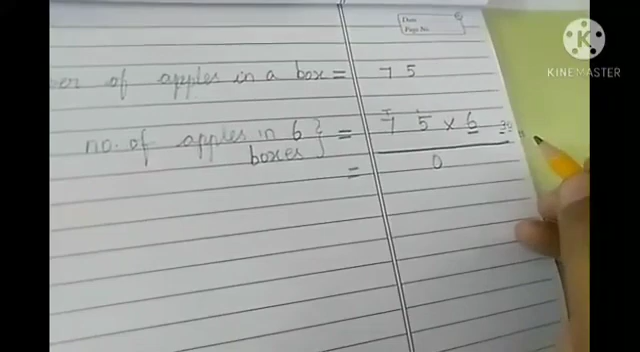 Date
Page No.
KINEMASTER
of apples in a box = 75
no. of apples in 6 } = 75 × 6
boxes
= 0